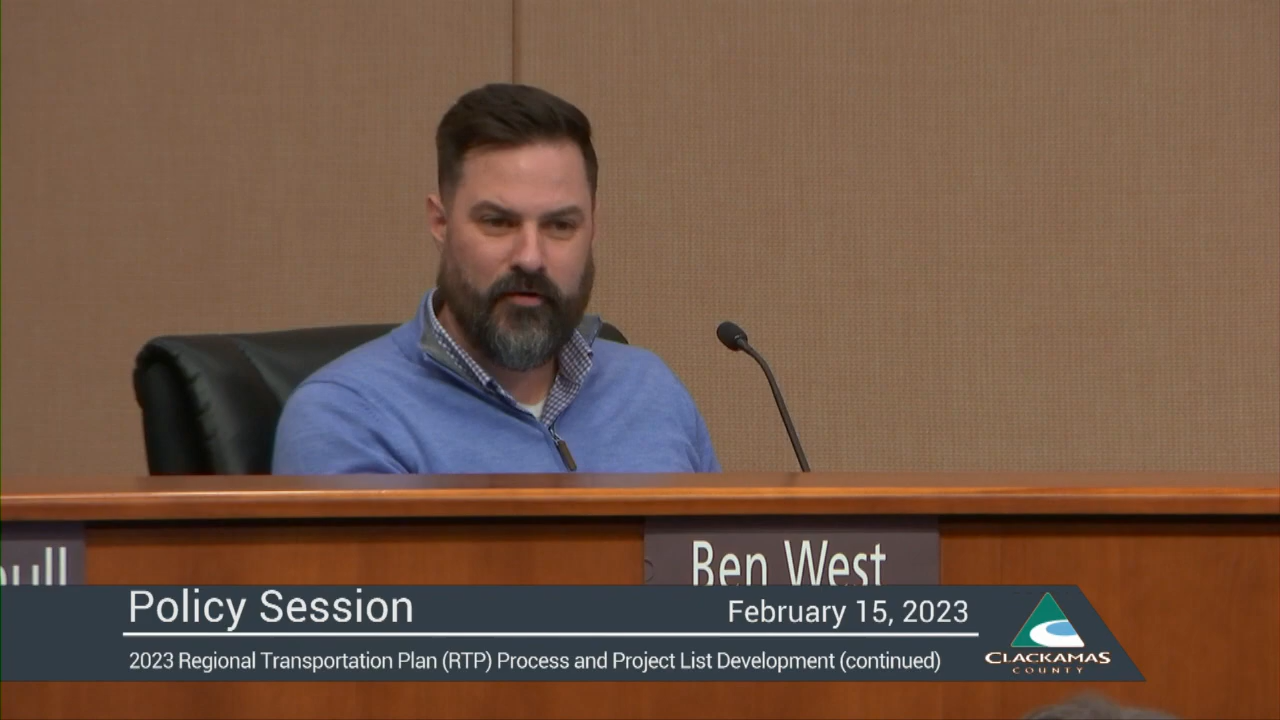 Ben West
Policy Session
February 15, 2023
2023 Regional Transportation Plan (RTP) Process and Project List Development (continued)
CLACKAMAS
COUNTY